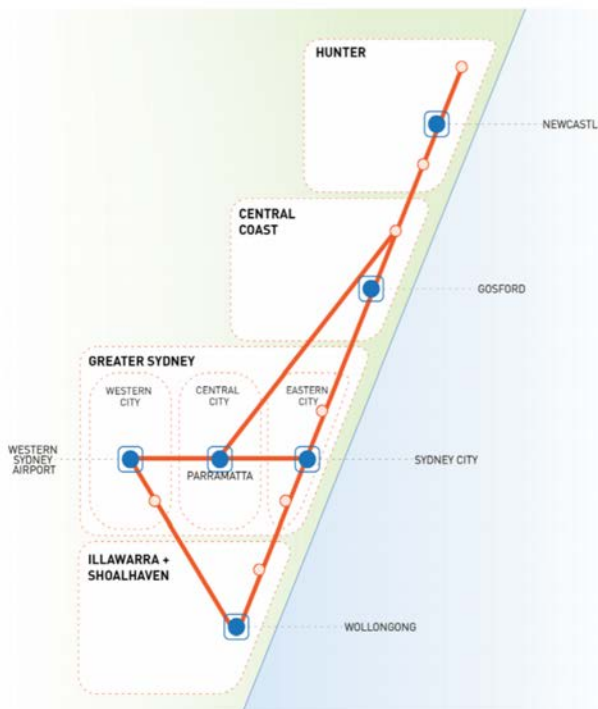 HUNTER
NEWCASTL
CENTRAL
COAST
GOSFORD
GREATER SYDNEY
WESTERN
CITY
CENTRAL
CITY
EASTERN
CITY
WESTERN
SYDNEY
AIRPORT
PARRAMATTA
SYDNEY CITY
ILLAWARRA +
SHOALHAVEN
WOLLONGONG